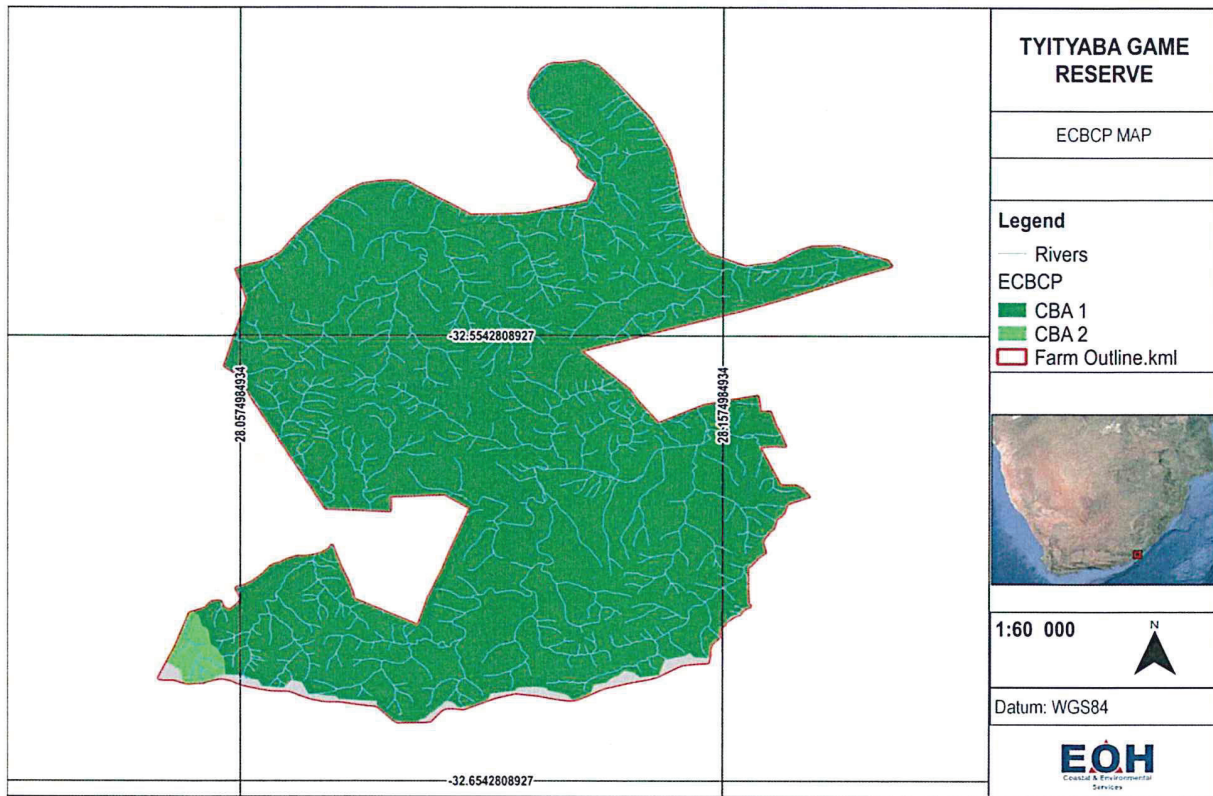 TYITYABA GAME
RESERVE
ECBCP MAP
Legend
Rivers
ECBCP
CBA 1
CBA 2
Farm Outline.kml
-32.5542808927
28.0574984934
28.1574984934
-32.6542808927
1:60 000
N
Datum: WGS84
EOH
Coastal & Environmental
Services